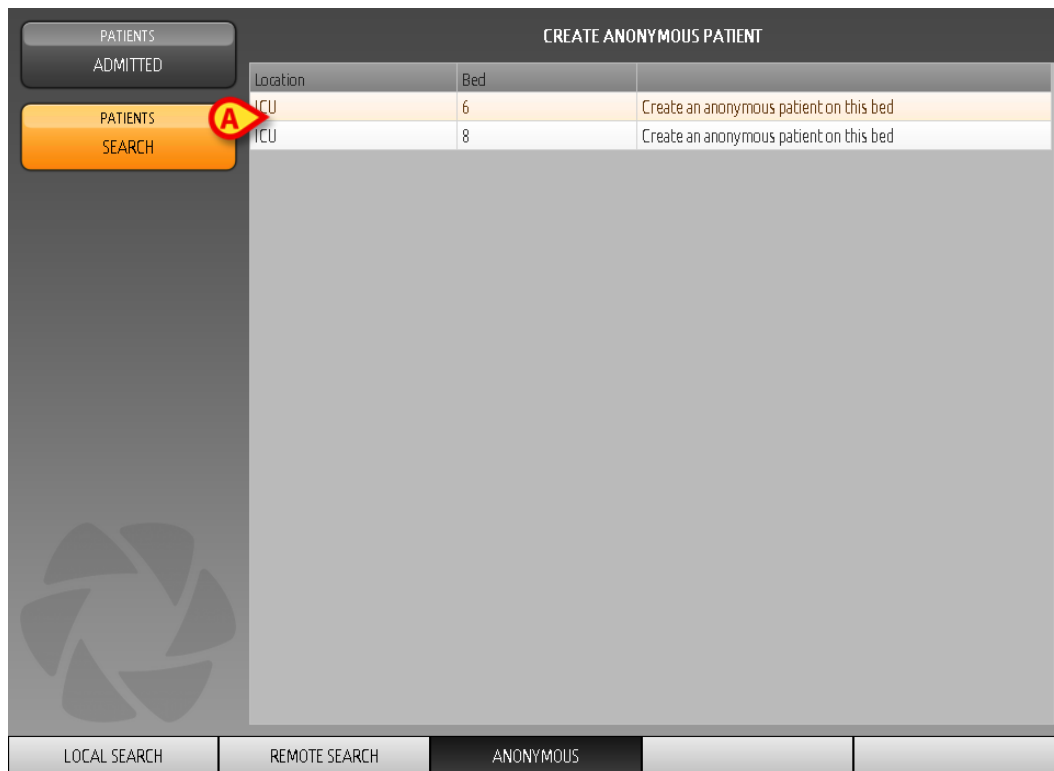 PATIENTS
ADMITTED
PATIENTS
SEARCH
CREATE ANONYMOUS PATIENT
Location Bed
A
ICU 6 Create an anonymous patient on this bed
ICU 8 Create an anonymous patient on this bed
LOCAL SEARCH REMOTE SEARCH ANONYMOUS